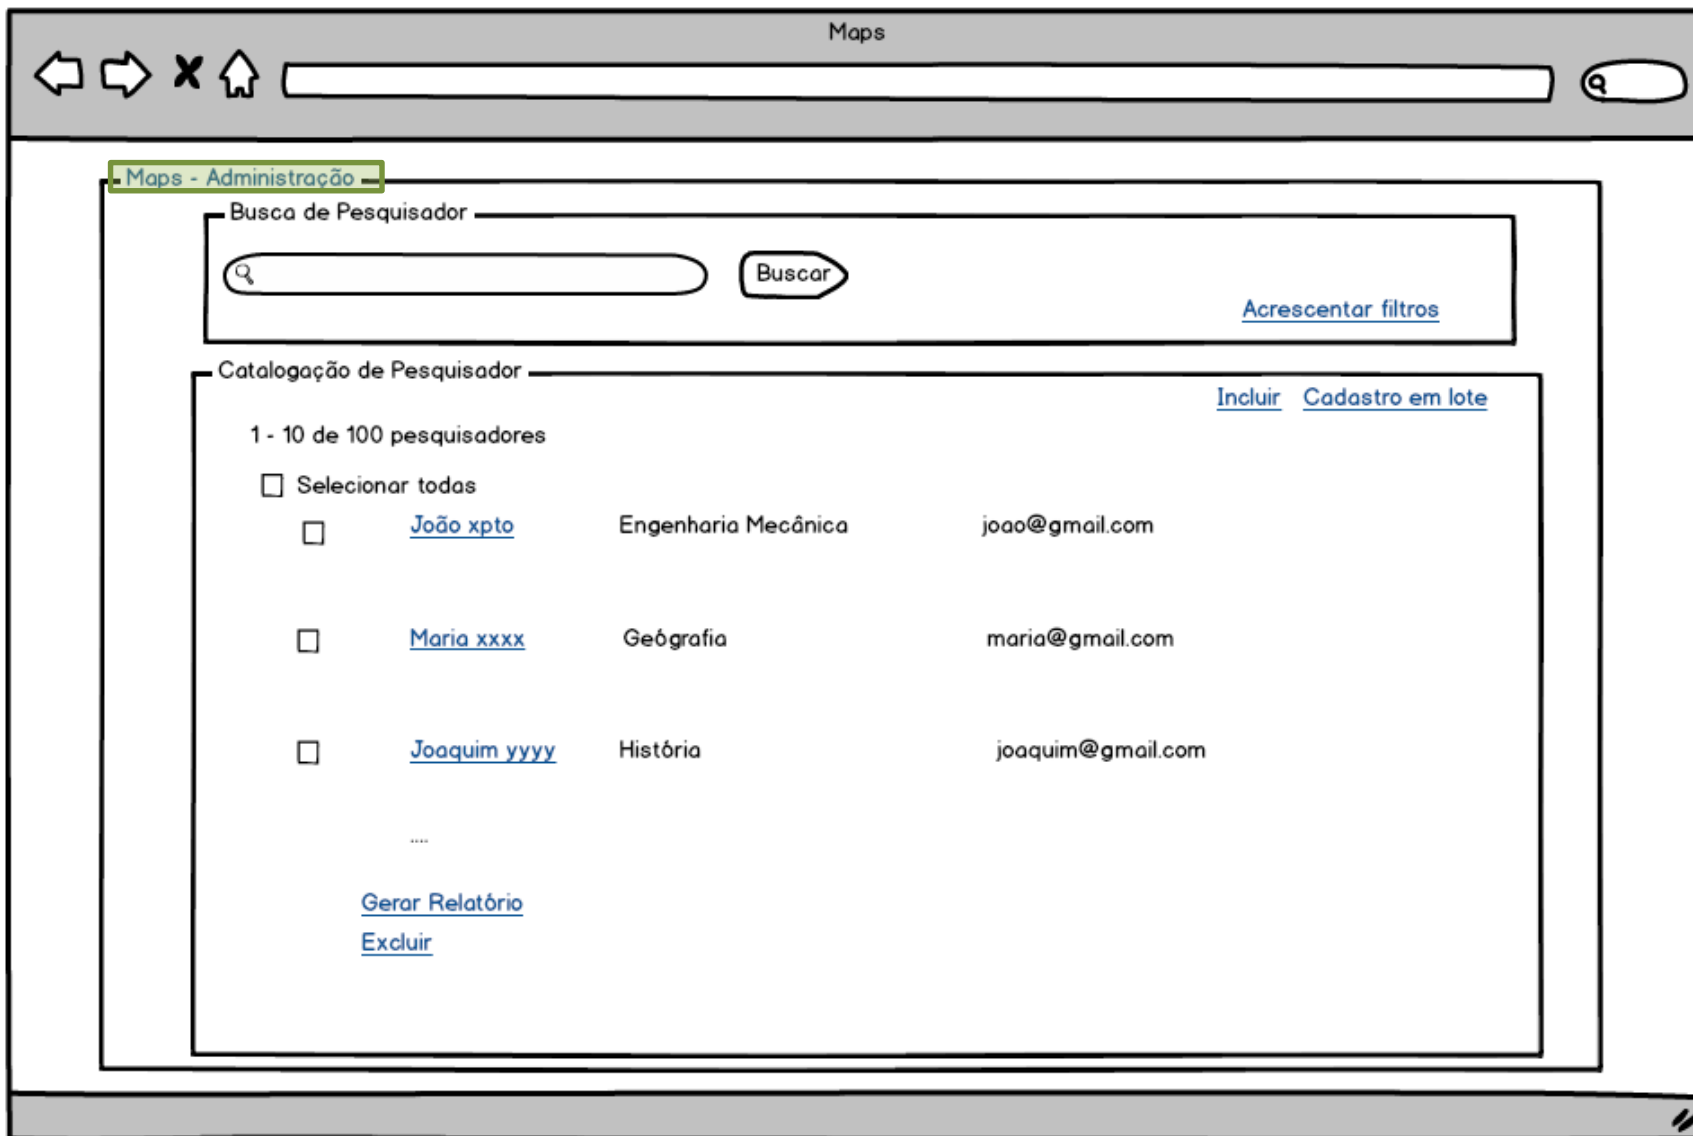 Maps
Maps - Administração
Busca de Pesquisador
Buscar
Acrescentar filtros
Catalogação de Pesquisador
Incluir Cadastro em lote
1 - 10 de 100 pesquisadores
Selecionar todas
João xpto Engenharia Mecânica joao@gmail.com
Maria xxxx Geógrafia maria@gmail.com
Joaquim yyyy História joaquim@gmail.com
....
Gerar Relatório
Excluir